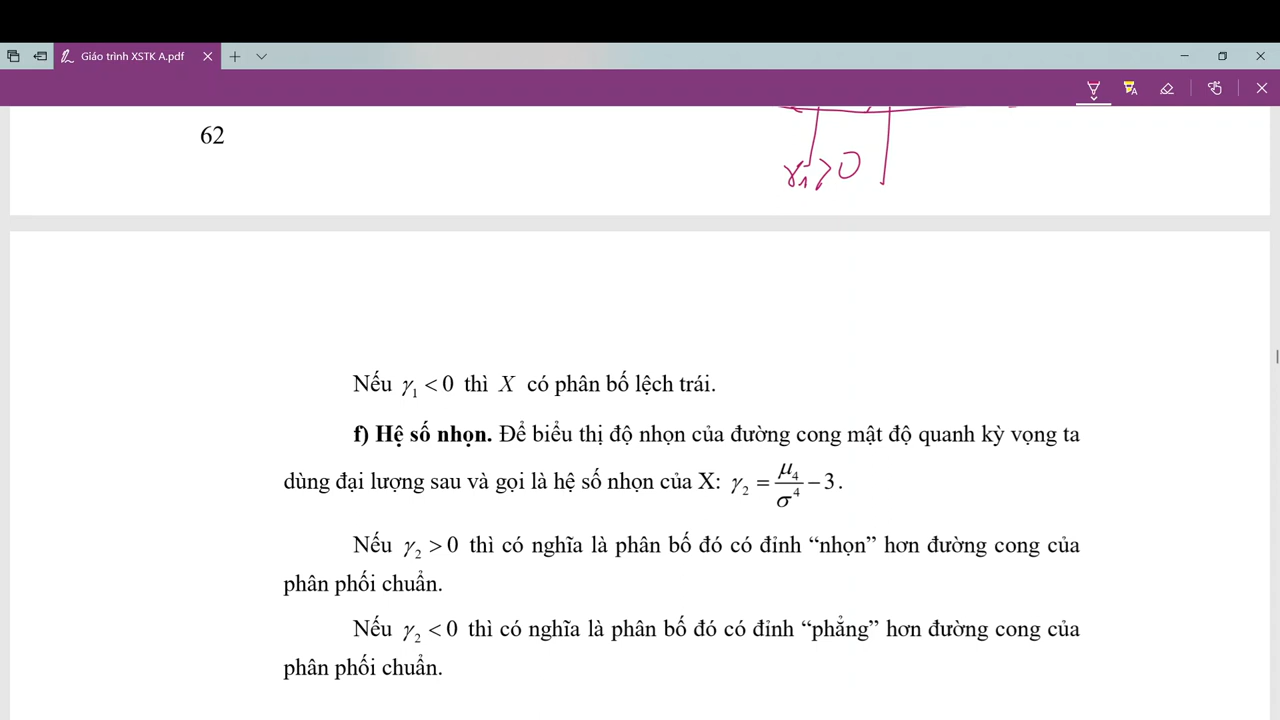 Giáo trình XSTK A.pdf
62
γ₁ > 0
Nếu γ₁ < 0 thì X có phân bố lệch trái.
f) Hệ số nhọn. Để biểu thị độ nhọn của đường cong mật độ quanh kỳ vọng ta
dùng đại lượng sau và gọi là hệ số nhọn của X: γ₂ = μ₄/σ⁴ − 3.
Nếu γ₂ > 0 thì có nghĩa là phân bố đó có đỉnh “nhọn” hơn đường cong của
phân phối chuẩn.
Nếu γ₂ < 0 thì có nghĩa là phân bố đó có đỉnh “phẳng” hơn đường cong của
phân phối chuẩn.